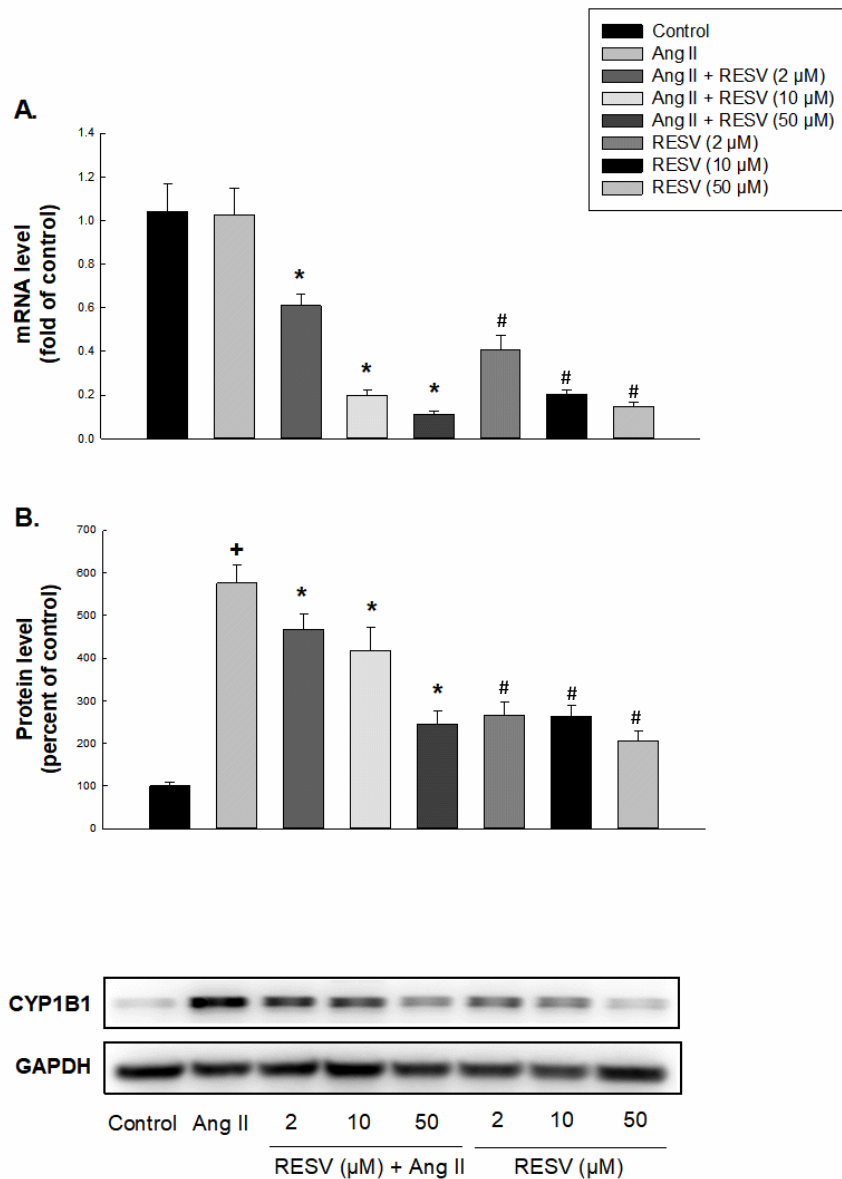 Control
Ang II
Ang II + RESV (2 µM)
Ang II + RESV (10 µM)
Ang II + RESV (50 µM)
RESV (2 µM)
RESV (10 µM)
RESV (50 µM)
A.
mRNA level
(fold of control)
1.4
1.2
1.0
0.8
0.6
0.4
0.2
0.0
*
*
*
#
#
#
B.
Protein level
(percent of control)
700
600
500
400
300
200
100
0
+
*
*
*
#
#
#
CYP1B1
GAPDH
Control Ang II 2 10 50 2 10 50
RESV (µM) + Ang II RESV (µM)